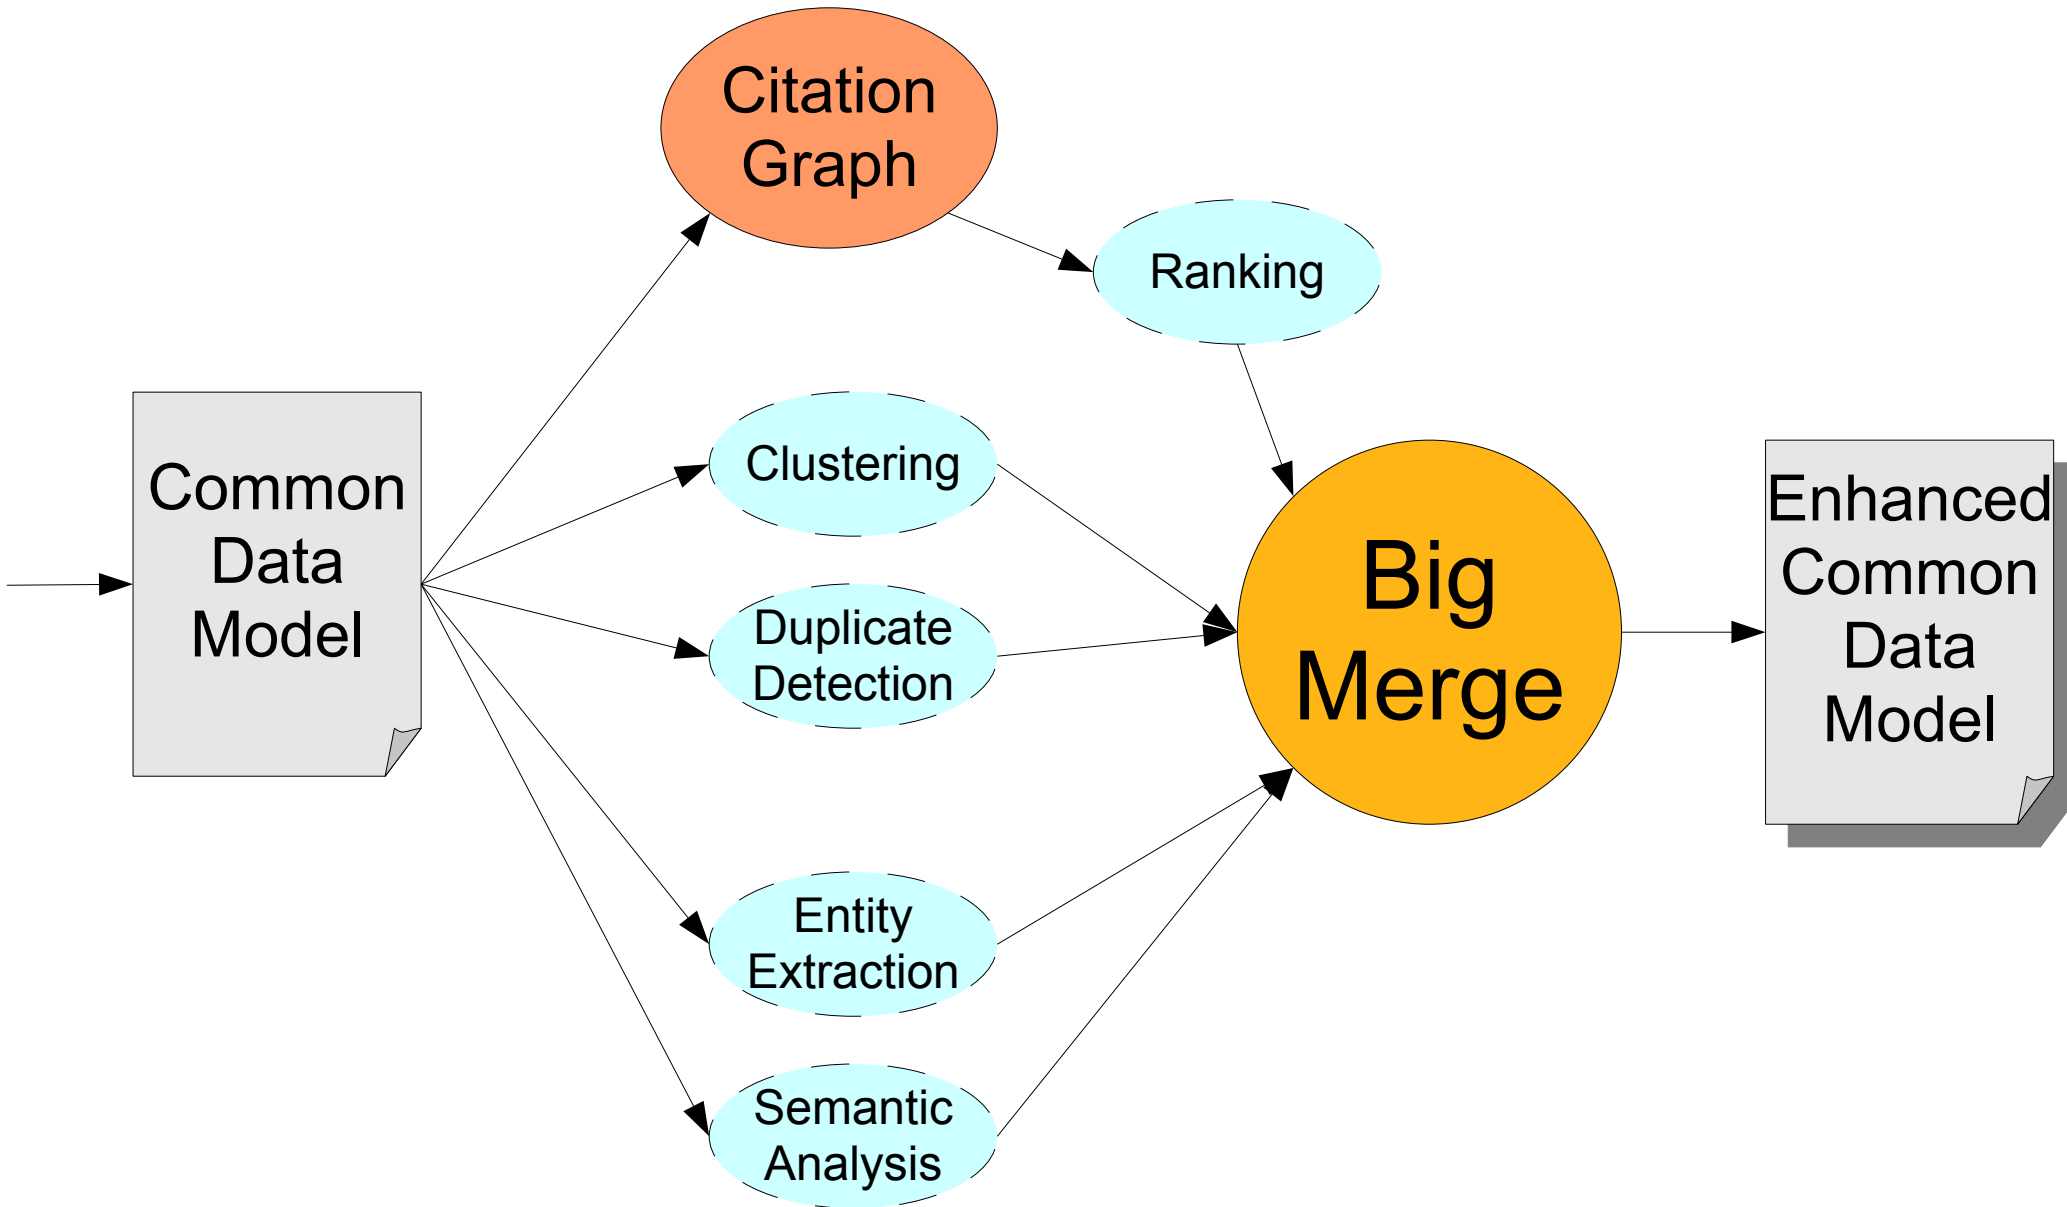 Citation
Graph
Ranking
Common
Data
Model
Clustering
Duplicate
Detection
Entity
Extraction
Semantic
Analysis
Big
Merge
Enhanced
Common
Data
Model